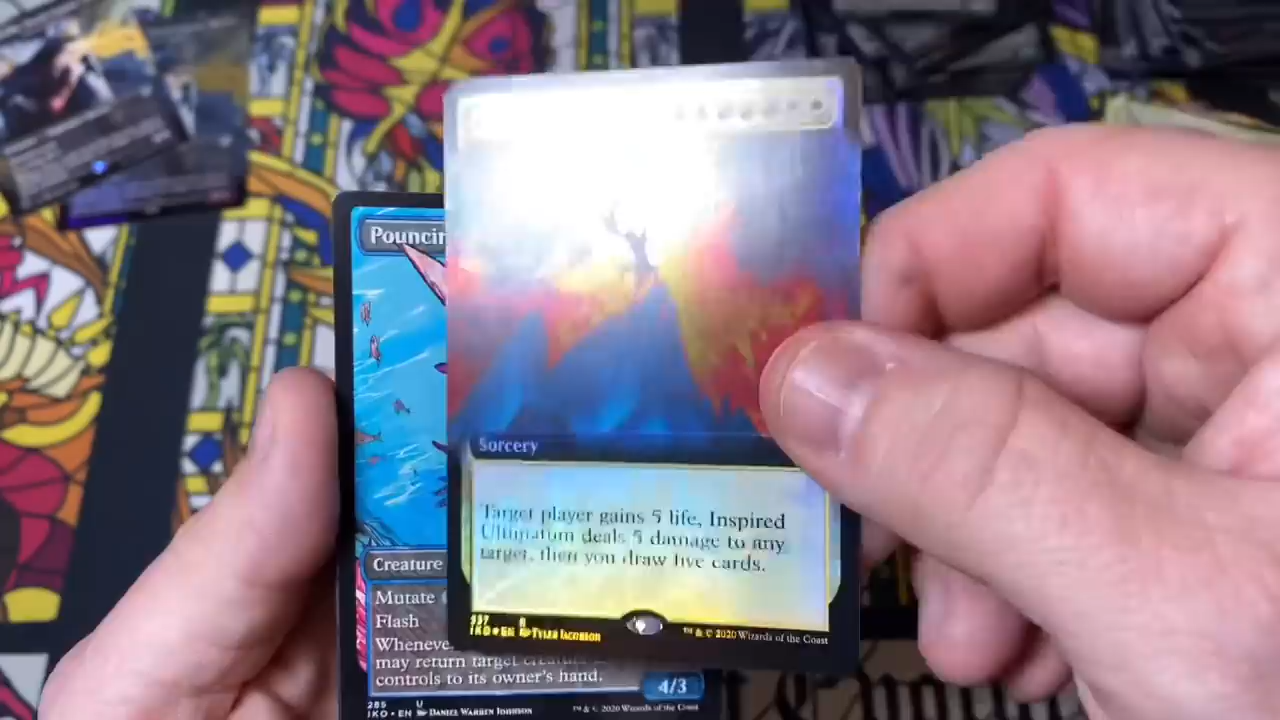 Pouncin
Sorcery
Target player gains 5 life, Inspired
Ultimatum deals 5 damage to any
target, then you draw five cards.
337 R
IKO • EN Tyler Jacobson
™ & © 2020 Wizards of the Coast
Creature
Mutate
Flash
Wheneve
may return target creature
controls to its owner's hand.
4/3
285 U
IKO • EN Daniel Warren Johnson
™ & © 2020 Wizards of the Coast